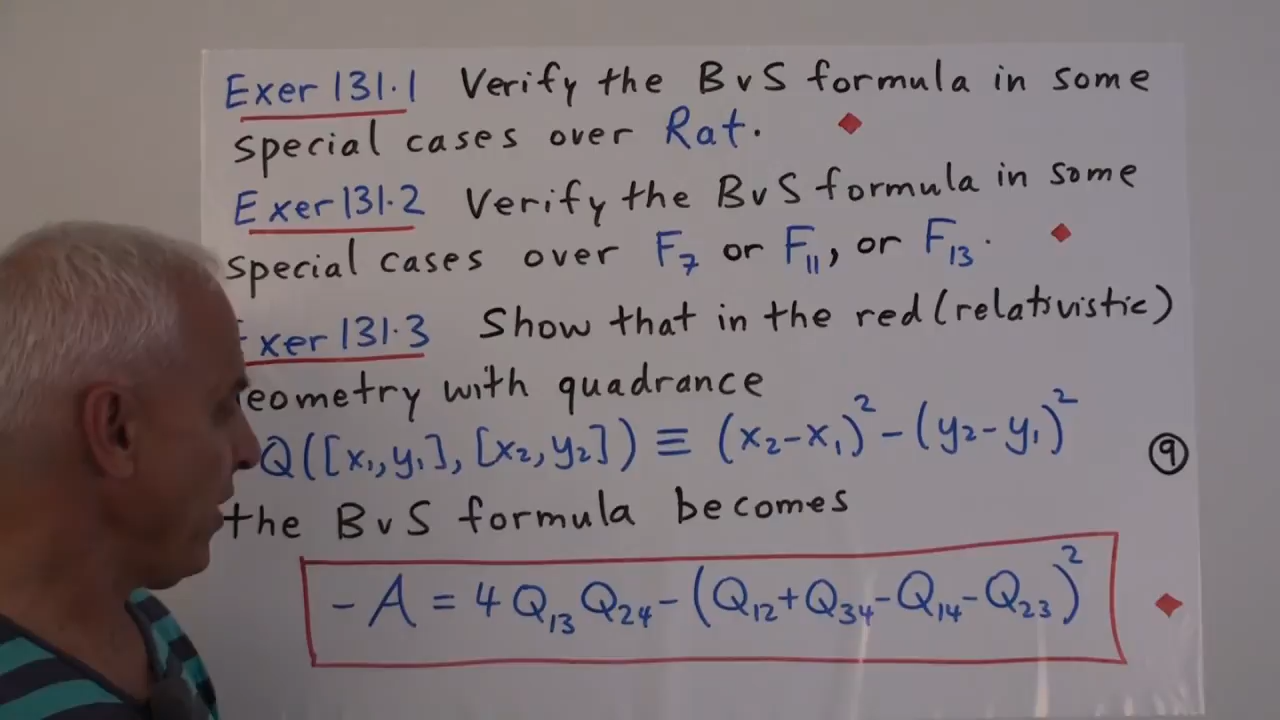 Exer 131.1 Verify the BvS formula in some
special cases over Rat.
Exer 131.2 Verify the BvS formula in some
special cases over F₇ or F₁₁, or F₁₃.
xer 131.3 Show that in the red (relativistic)
eometry with quadrance
Q([x₁,y₁],[x₂,y₂]) ≡ (x₂-x₁)² - (y₂-y₁)²
9
the BvS formula becomes
-A = 4Q₁₃Q₂₄ - (Q₁₂+Q₃₄-Q₁₄-Q₂₃)²